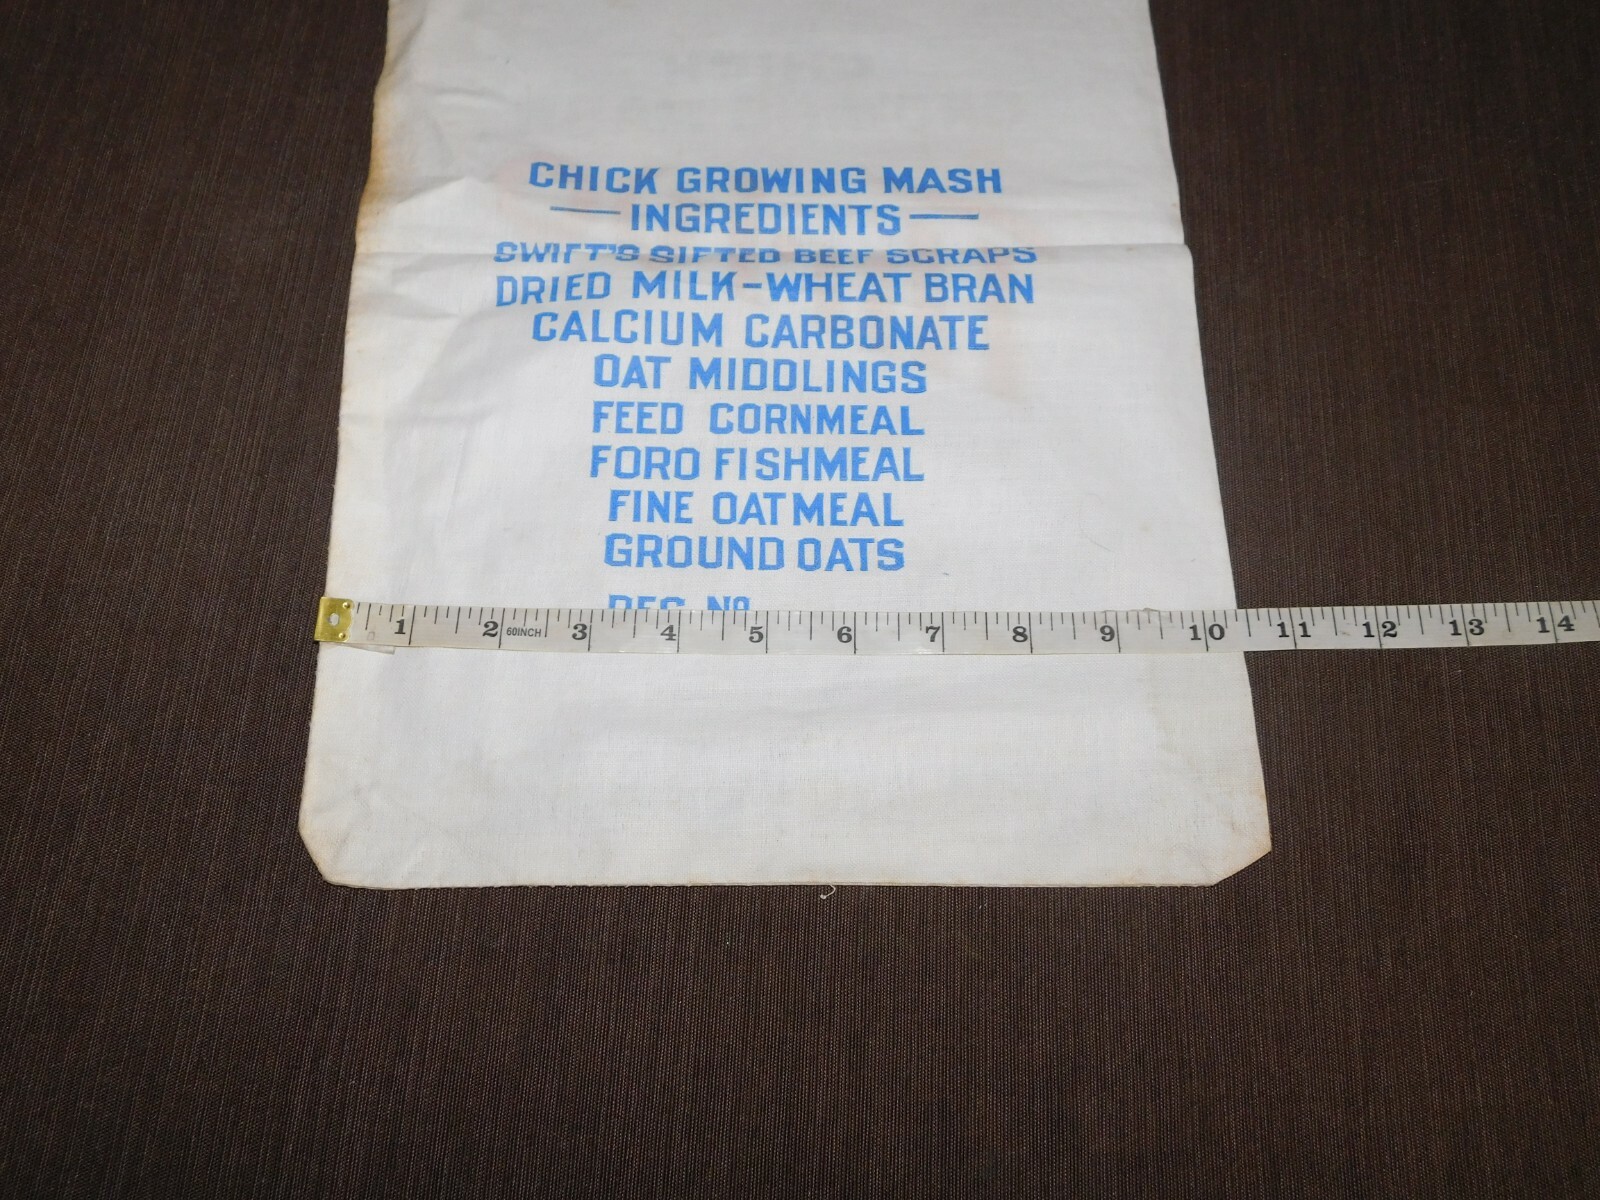 CHICK GROWING MASH
INGREDIENTS
SWIFT'S SIFTED BEEF SCRAPS
DRIED MILK-WHEAT BRAN
CALCIUM CARBONATE
OAT MIDDLINGS
FEED CORNMEAL
FORO FISHMEAL
FINE OATMEAL
GROUND OATS
Nº
1 2 60INCH 3 4 5 6 7 8 9 10 11 12 13 14